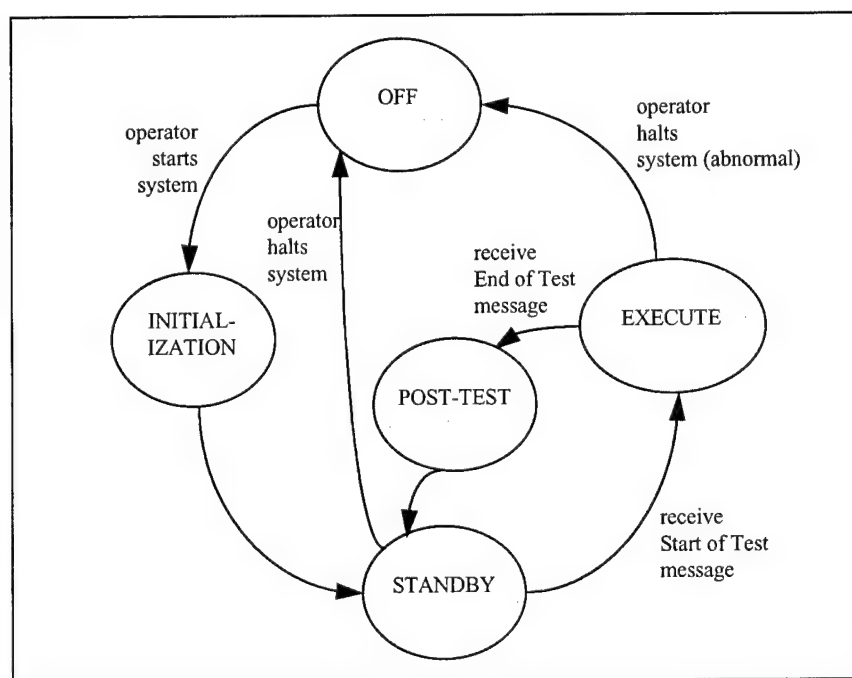 OFF
operator
starts
system
operator
halts
system (abnormal)
operator
halts
system
receive
End of Test
message
INITIAL-
IZATION
EXECUTE
POST-TEST
receive
Start of Test
message
STANDBY